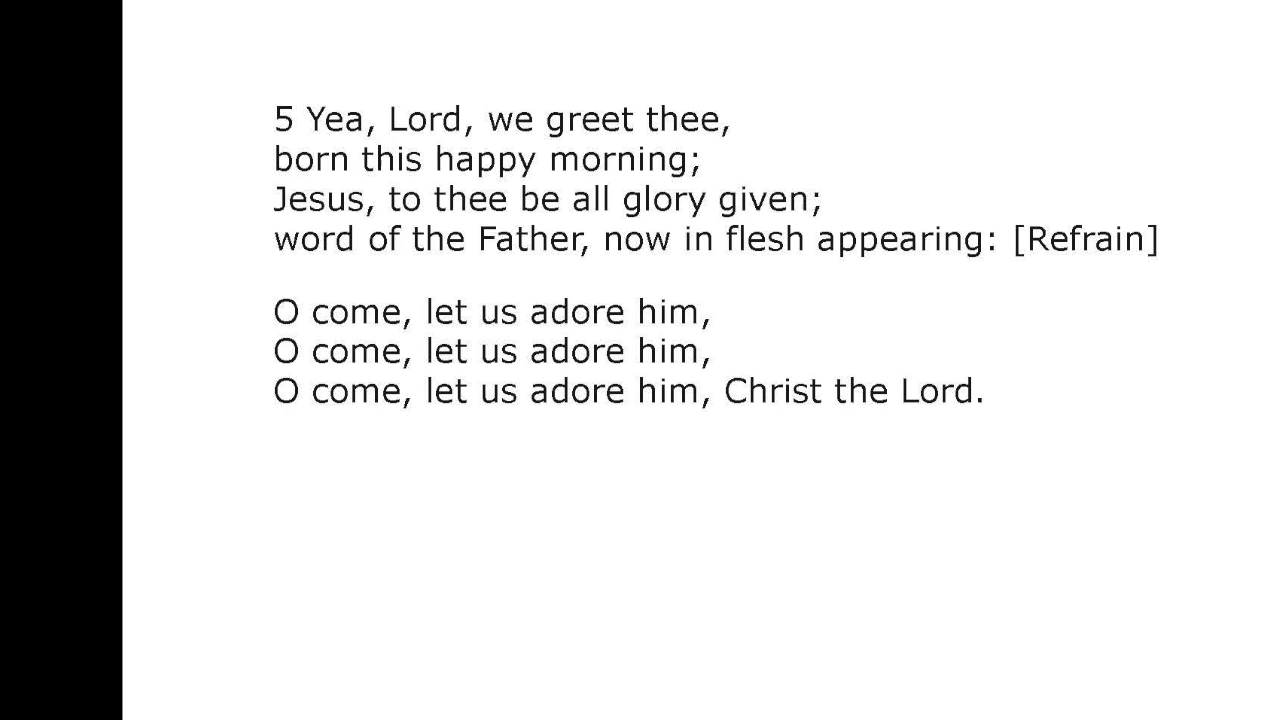 5 Yea, Lord, we greet thee,
born this happy morning;
Jesus, to thee be all glory given;
word of the Father, now in flesh appearing: [Refrain]
O come, let us adore him,
O come, let us adore him,
O come, let us adore him, Christ the Lord.